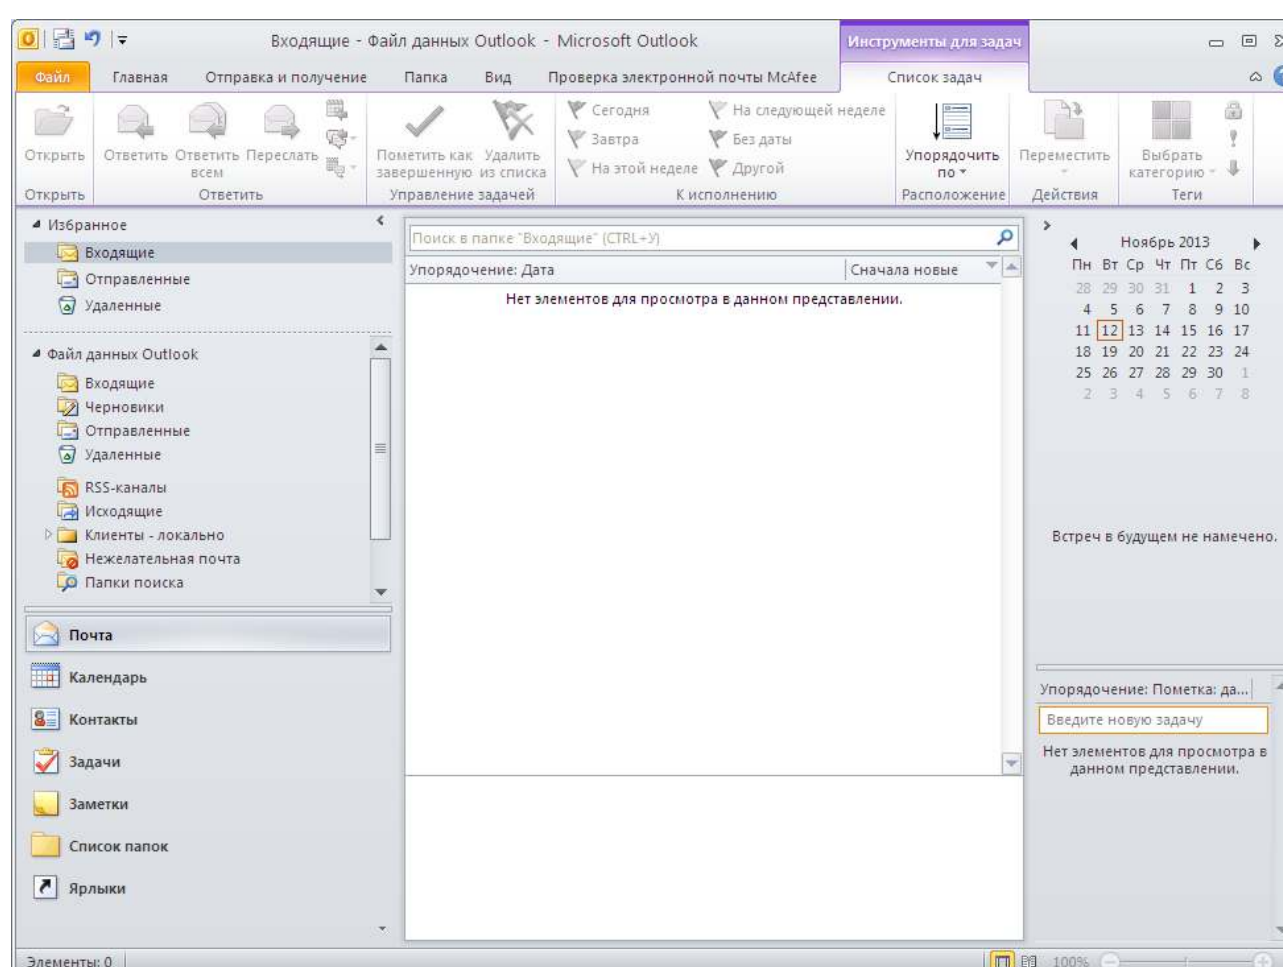 Входящие - Файл данных Outlook - Microsoft Outlook
Инструменты для задач
Файл Главная Отправка и получение Папка Вид Проверка электронной почты McAfee Список задач
Открыть
Ответить
Ответить всем
Переслать
Пометить как завершенную
Удалить из списка
Сегодня
На следующей неделе
Завтра
Без даты
На этой неделе
Другой
Упорядочить по
Переместить
Выбрать категорию
Открыть Ответить Управление задачей К исполнению Расположение Действия Теги
Избранное
Входящие
Отправленные
Удаленные
Файл данных Outlook
Входящие
Черновики
Отправленные
Удаленные
RSS-каналы
Исходящие
Клиенты - локально
Нежелательная почта
Папки поиска
Почта
Календарь
Контакты
Задачи
Заметки
Список папок
Ярлыки
Поиск в папке "Входящие" (CTRL+У)
Упорядочение: Дата Сначала новые
Нет элементов для просмотра в данном представлении.
Ноябрь 2013
Пн Вт Ср Чт Пт Сб Вс
28 29 30 31 1 2 3
4 5 6 7 8 9 10
11 12 13 14 15 16 17
18 19 20 21 22 23 24
25 26 27 28 29 30 1
2 3 4 5 6 7 8
Встреч в будущем не намечено.
Упорядочение: Пометка: да...
Введите новую задачу
Нет элементов для просмотра в
данном представлении.
Элементы: 0
100%